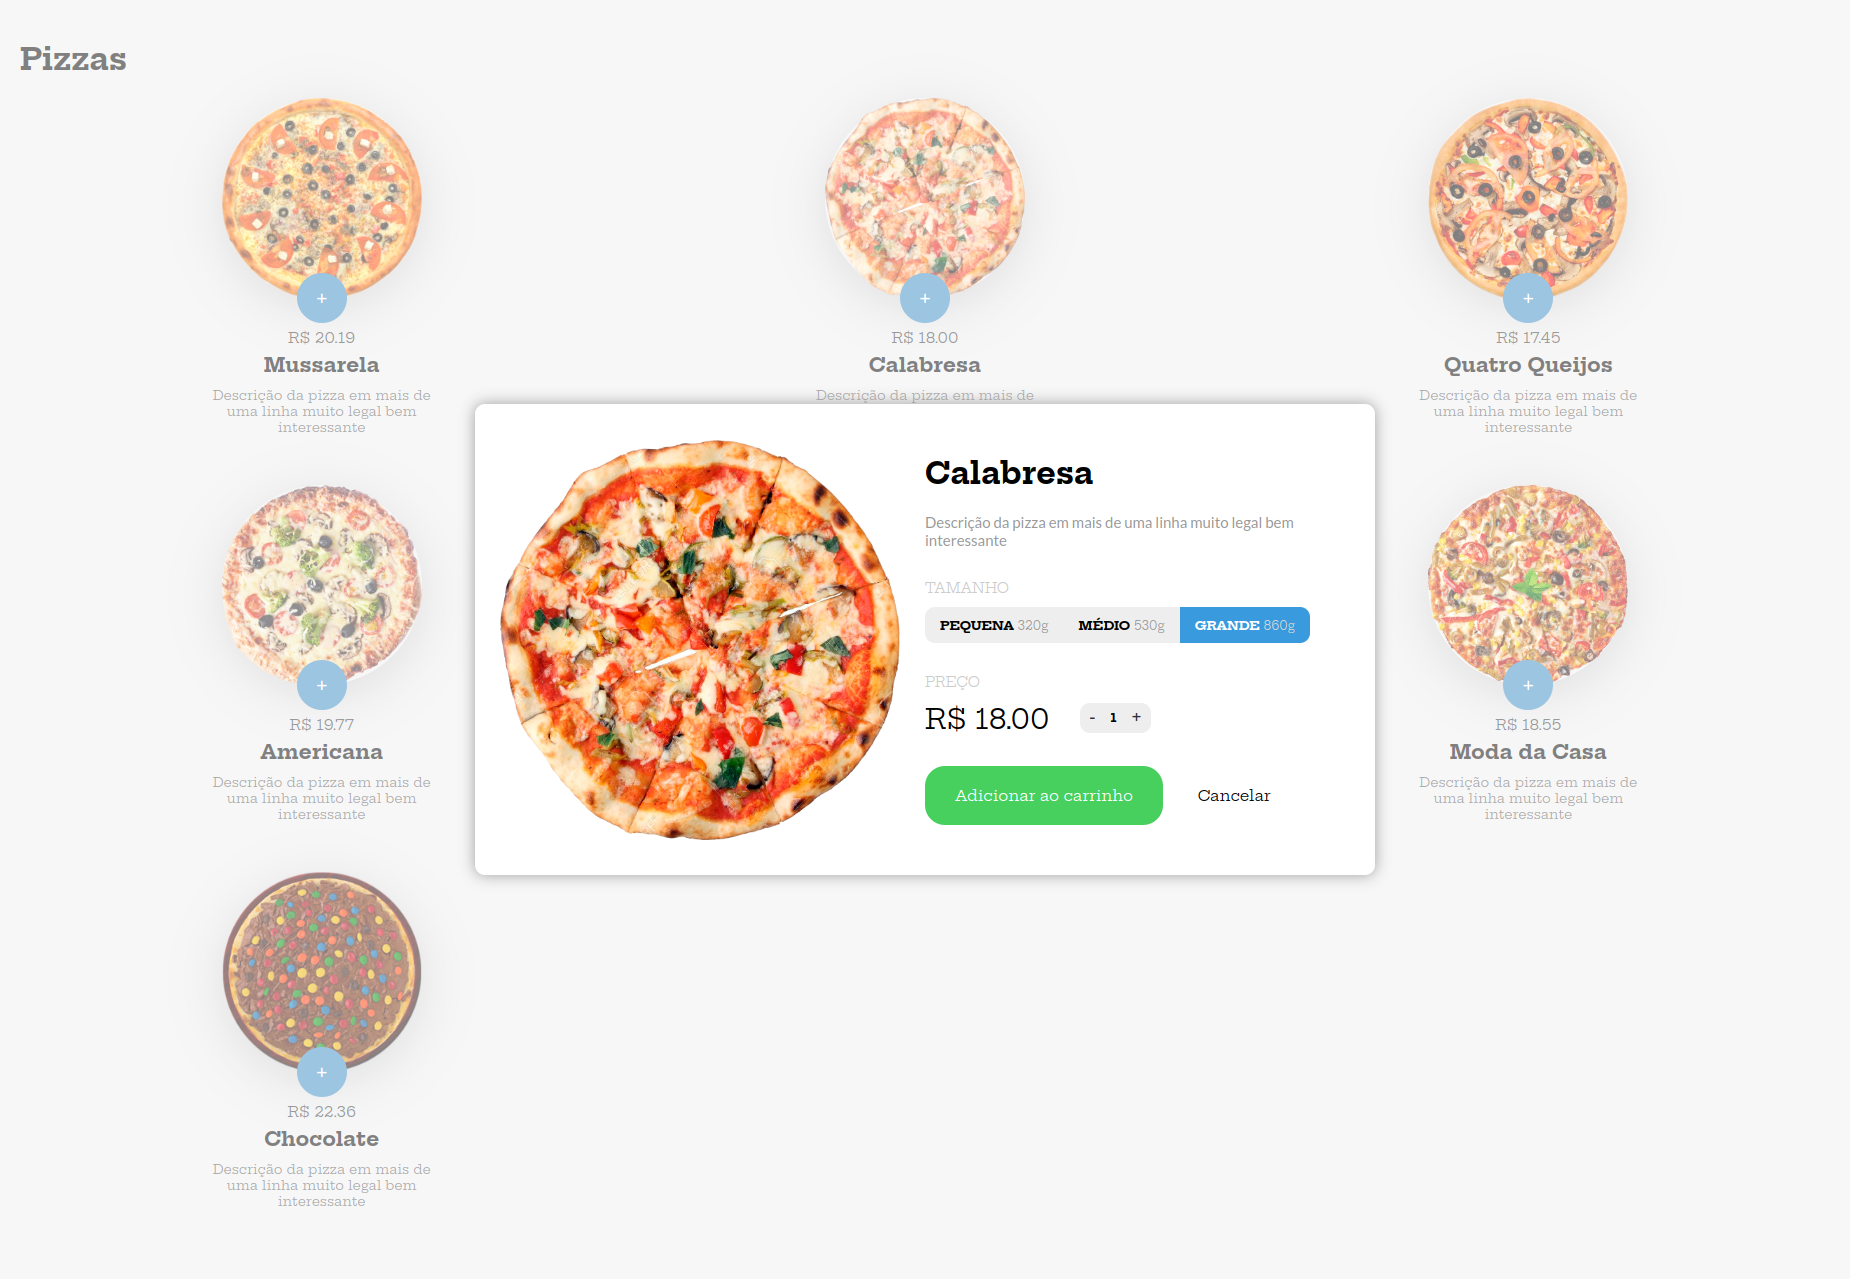 Pizzas
+
R$ 20.19
Mussarela
Descrição da pizza em mais de
uma linha muito legal bem
interessante
+
R$ 18.00
Calabresa
Descrição da pizza em mais de
+
R$ 17.45
Quatro Queijos
Descrição da pizza em mais de
uma linha muito legal bem
interessante
+
R$ 19.77
Americana
Descrição da pizza em mais de
uma linha muito legal bem
interessante
Calabresa
Descrição da pizza em mais de uma linha muito legal bem
interessante
TAMANHO
PEQUENA 320g MÉDIO 530g GRANDE 860g
PREÇO
R$ 18.00 - 1 +
Adicionar ao carrinho Cancelar
+
R$ 18.55
Moda da Casa
Descrição da pizza em mais de
uma linha muito legal bem
interessante
+
R$ 22.36
Chocolate
Descrição da pizza em mais de
uma linha muito legal bem
interessante